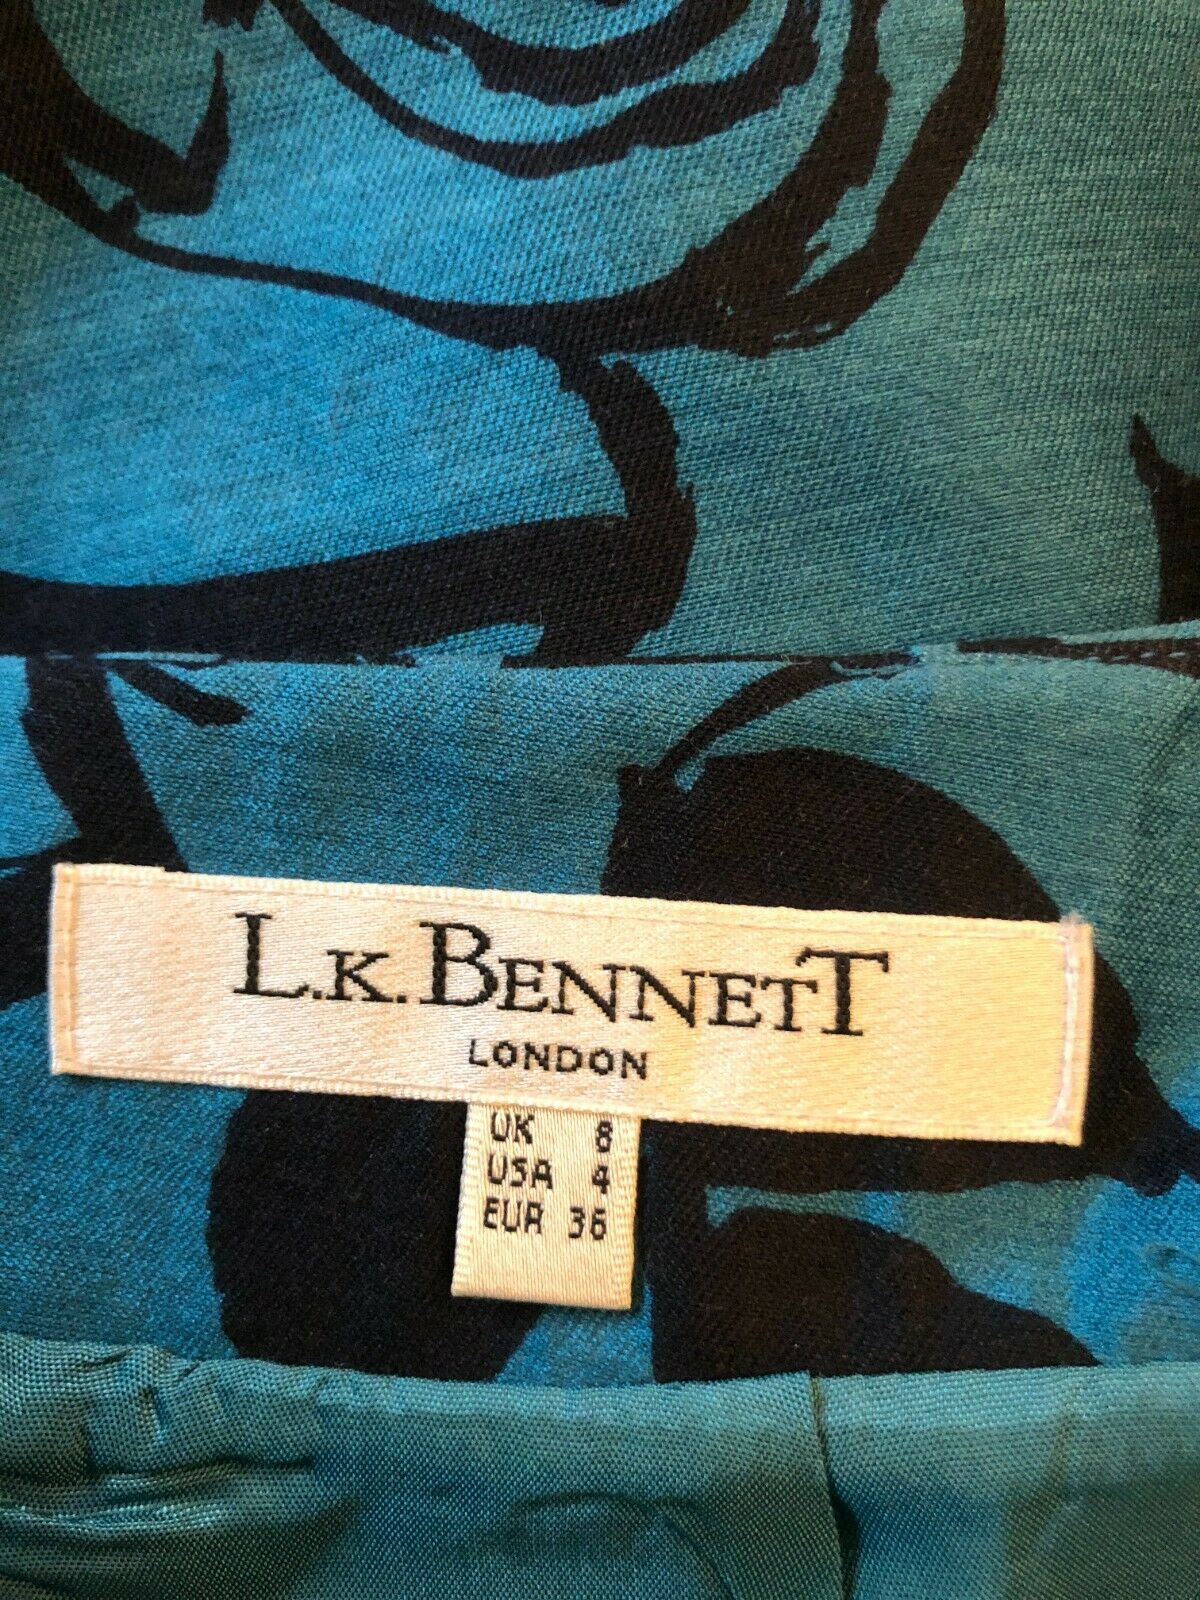 L.K.BENNETT
LONDON
UK 8
USA 4
EUR 36